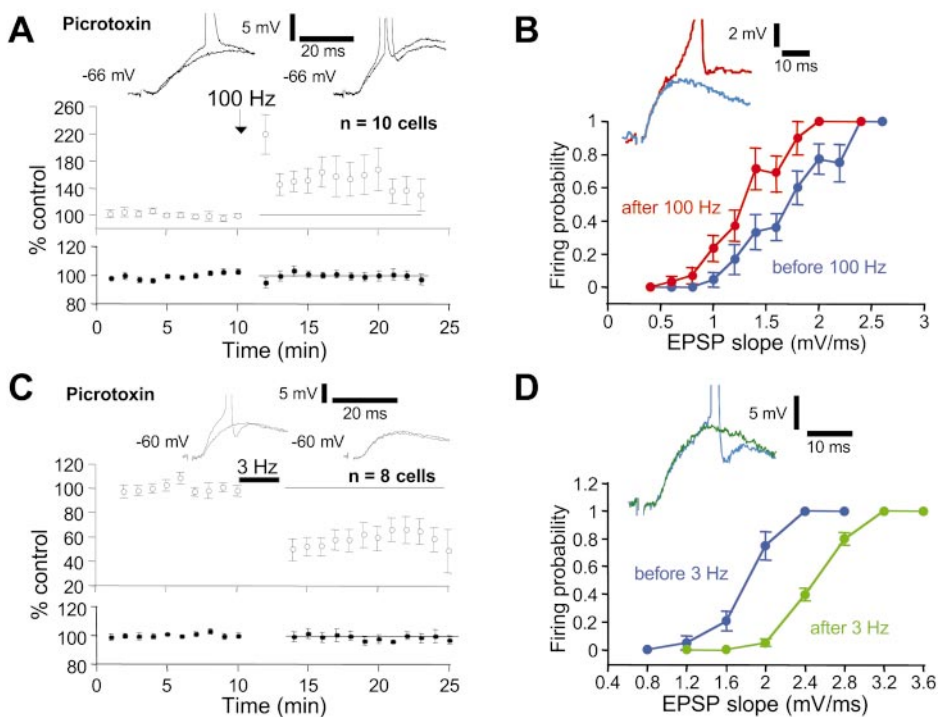 A
Picrotoxin
5 mV
20 ms
-66 mV
-66 mV
100 Hz
n = 10 cells
260
220
180
140
100
% control
120
100
80
0 5 10 15 20 25
Time (min)
B
2 mV
10 ms
Firing probability
1
0.8
0.6
0.4
0.2
0
after 100 Hz
before 100 Hz
0 0.5 1 1.5 2 2.5 3
EPSP slope (mV/ms)
C
Picrotoxin
5 mV
20 ms
-60 mV
-60 mV
3 Hz
n = 8 cells
120
100
80
60
40
20
% control
120
100
80
0 5 10 15 20 25
Time (min)
D
5 mV
10 ms
Firing probability
1.2
1
0.8
0.6
0.4
0.2
0
before 3 Hz
after 3 Hz
0.4 0.8 1.2 1.6 2 2.4 2.8 3.2 3.6
EPSP slope (mV/ms)